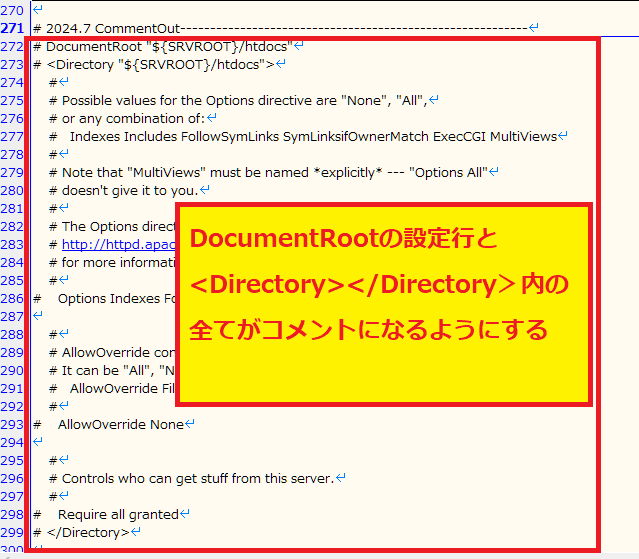 270
271 # 2024.7 CommentOut----------------------------------------------------------
272 # DocumentRoot "${SRVROOT}/htdocs"
273 # <Directory "${SRVROOT}/htdocs">
274 #
275 # Possible values for the Options directive are "None", "All",
276 # or any combination of:
277 # Indexes Includes FollowSymLinks SymLinksifOwnerMatch ExecCGI MultiViews
278 #
279 # Note that "MultiViews" must be named *explicitly* --- "Options All"
280 # doesn't give it to you.
281 #
282 # The Options direct
283 # http://httpd.apac
284 # for more informati
285 #
286 # Options Indexes Fo
287
288 #
289 # AllowOverride con
290 # It can be "All", "N
291 # AllowOverride Fil
292 #
293 # AllowOverride None
294
295 #
296 # Controls who can get stuff from this server.
297 #
298 # Require all granted
299 # </Directory>
300
DocumentRootの設定行と
<Directory></Directory＞内の
全てがコメントになるようにする